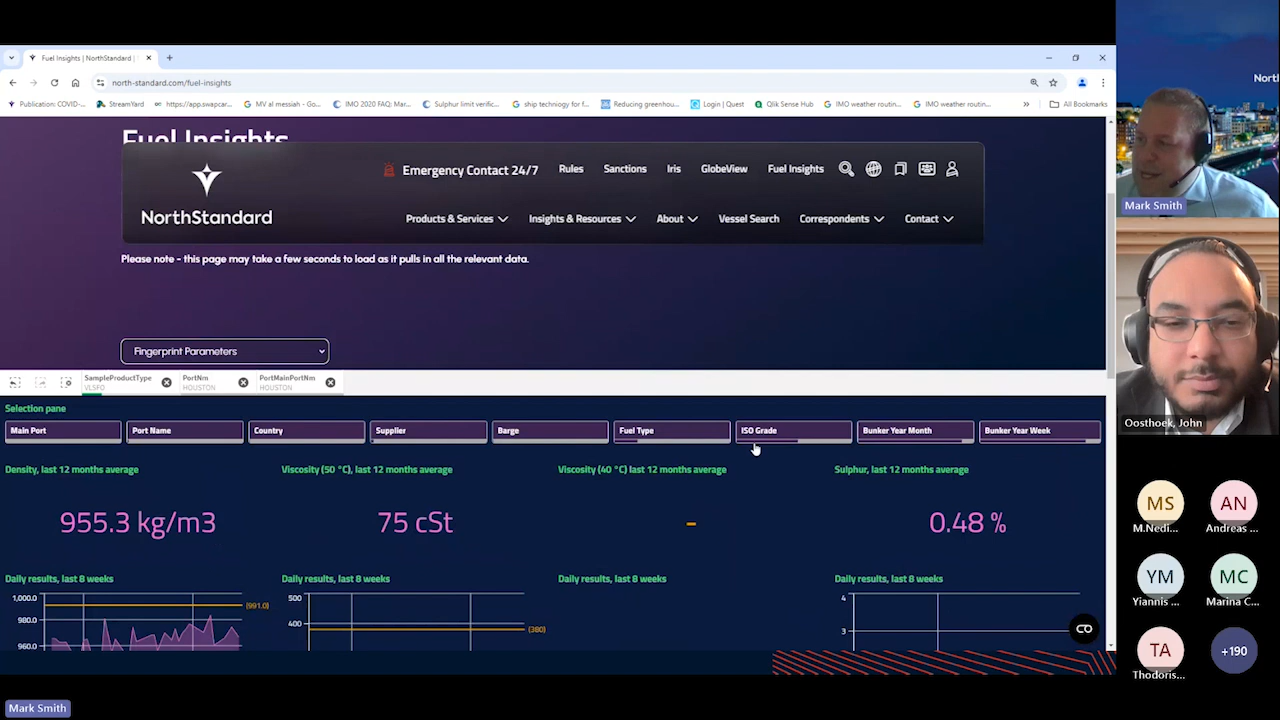 Fuel Insights | NorthStandard |
north-standard.com/fuel-insights
Publication: COVID-...
StreamYard
https://app.swapcar...
MV al messiah - Go...
IMO 2020 FAQ: Mar...
Sulphur limit verific...
ship techniogy for f...
Reducing greenhou...
Login | Quest
Qlik Sense Hub
IMO weather routin...
IMO weather routin...
All Bookmarks
Fuel Insights
Emergency Contact 24/7
Rules
Sanctions
Iris
GlobeView
Fuel Insights
NorthStandard
Products & Services
Insights & Resources
About
Vessel Search
Correspondents
Contact
Please note - this page may take a few seconds to load as it pulls in all the relevant data.
Fingerprint Parameters
SampleProductType
VLSFO
PortNm
HOUSTON
PortMainPortNm
HOUSTON
Selection pane
Main Port
Port Name
Country
Supplier
Barge
Fuel Type
ISO Grade
Bunker Year Month
Bunker Year Week
Density, last 12 months average
Viscosity (50 °C), last 12 months average
Viscosity (40 °C) last 12 months average
Sulphur, last 12 months average
955.3 kg/m3
75 cSt
-
0.48 %
Daily results, last 8 weeks
Daily results, last 8 weeks
Daily results, last 8 weeks
Daily results, last 8 weeks
1,000.0
(991.0)
980.0
960.0
500
400
(380)
4
3
North
Mark Smith
Oosthoek, John
MS
M.Nedi...
AN
Andreas ...
YM
Yiannis ...
MC
Marina C...
TA
Thodoris...
+190
Mark Smith